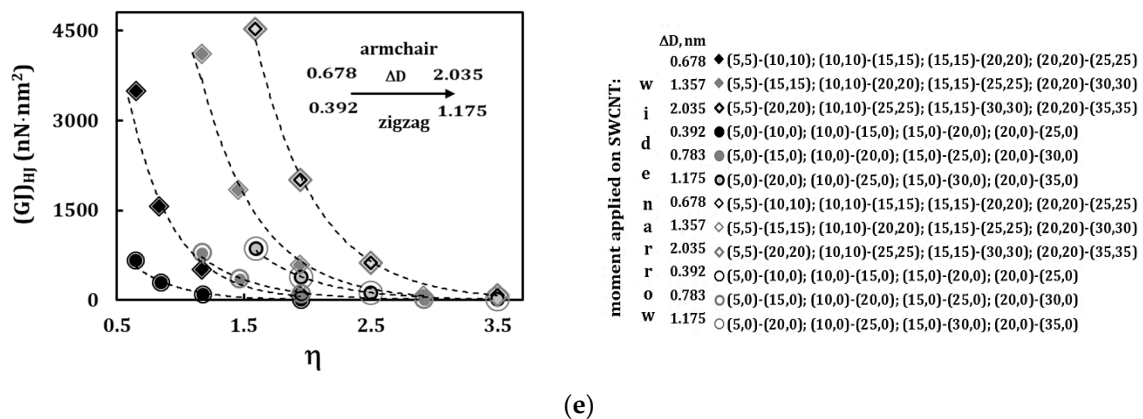 4500
3000
1500
0
(GJ)HJ (nN·nm²)
armchair
0.678 ΔD 2.035
0.392 1.175
zigzag
0.5 1.5 2.5 3.5
η
moment applied on SWCNT:
wide narrow
ΔD, nm
0.678 (5,5)-(10,10); (10,10)-(15,15); (15,15)-(20,20); (20,20)-(25,25)
1.357 (5,5)-(15,15); (10,10)-(20,20); (15,15)-(25,25); (20,20)-(30,30)
2.035 (5,5)-(20,20); (10,10)-(25,25); (15,15)-(30,30); (20,20)-(35,35)
0.392 (5,0)-(10,0); (10,0)-(15,0); (15,0)-(20,0); (20,0)-(25,0)
0.783 (5,0)-(15,0); (10,0)-(20,0); (15,0)-(25,0); (20,0)-(30,0)
1.175 (5,0)-(20,0); (10,0)-(25,0); (15,0)-(30,0); (20,0)-(35,0)
0.678 (5,5)-(10,10); (10,10)-(15,15); (15,15)-(20,20); (20,20)-(25,25)
1.357 (5,5)-(15,15); (10,10)-(20,20); (15,15)-(25,25); (20,20)-(30,30)
2.035 (5,5)-(20,20); (10,10)-(25,25); (15,15)-(30,30); (20,20)-(35,35)
0.392 (5,0)-(10,0); (10,0)-(15,0); (15,0)-(20,0); (20,0)-(25,0)
0.783 (5,0)-(15,0); (10,0)-(20,0); (15,0)-(25,0); (20,0)-(30,0)
1.175 (5,0)-(20,0); (10,0)-(25,0); (15,0)-(30,0); (20,0)-(35,0)
(e)